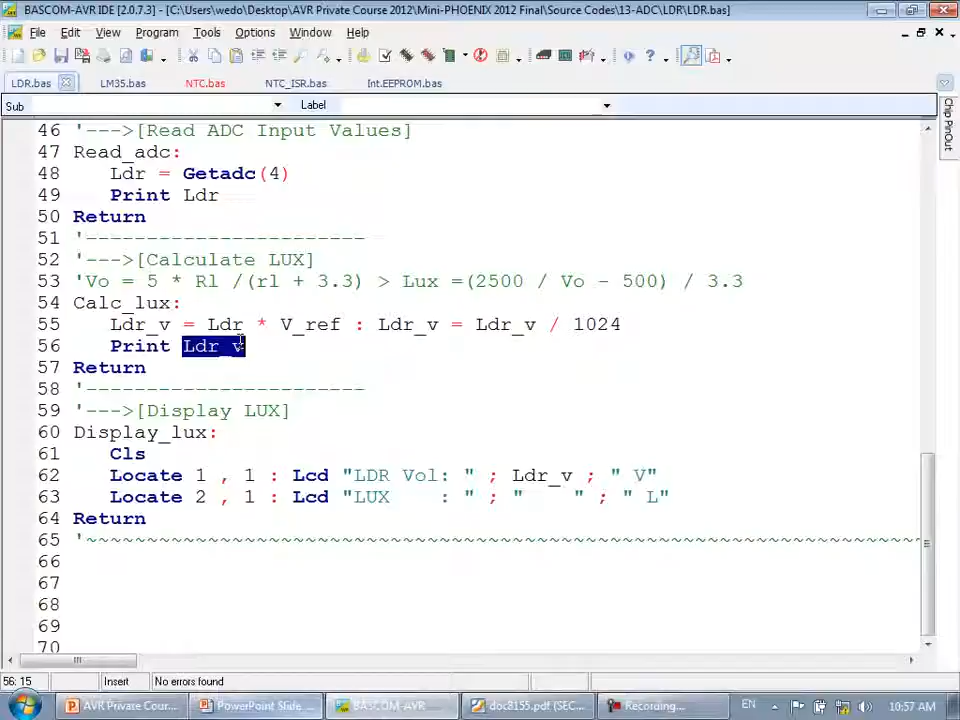 BASCOM-AVR IDE [2.0.7.3] - [C:\Users\wedo\Desktop\AVR Private Course 2012\Mini-PHOENIX 2012 Final\Source Codes\13-ADC\LDR\LDR.bas]
File Edit View Program Tools Options Window Help
LDR.bas LM35.bas NTC.bas NTC_ISR.bas Int.EEPROM.bas
Sub Label
Chip PinOut
46 '--->[Read ADC Input Values]
47 Read_adc:
48 Ldr = Getadc(4)
49 Print Ldr
50 Return
51 '-----------------------
52 '--->[Calculate LUX]
53 'Vo = 5 * Rl /(rl + 3.3) > Lux =(2500 / Vo - 500) / 3.3
54 Calc_lux:
55 Ldr_v = Ldr * V_ref : Ldr_v = Ldr_v / 1024
56 Print Ldr_v
57 Return
58 '-----------------------
59 '--->[Display LUX]
60 Display_lux:
61 Cls
62 Locate 1 , 1 : Lcd "LDR Vol: " ; Ldr_v ; " V"
63 Locate 2 , 1 : Lcd "LUX    : " ; "    " ; " L"
64 Return
65 '~~~~~~~~~~~~~~~~~~~~~~~~~~~~~~~~~~~~~~~~~~~~~~~~~~~~~~~~~~~~~~~~~~~~~
66
67
68
69
70
56: 15 Insert No errors found
AVR Private Cour... PowerPoint Slide ... BASCOM-AVR ... doc8155.pdf (SEC... Recording... EN 10:57 AM